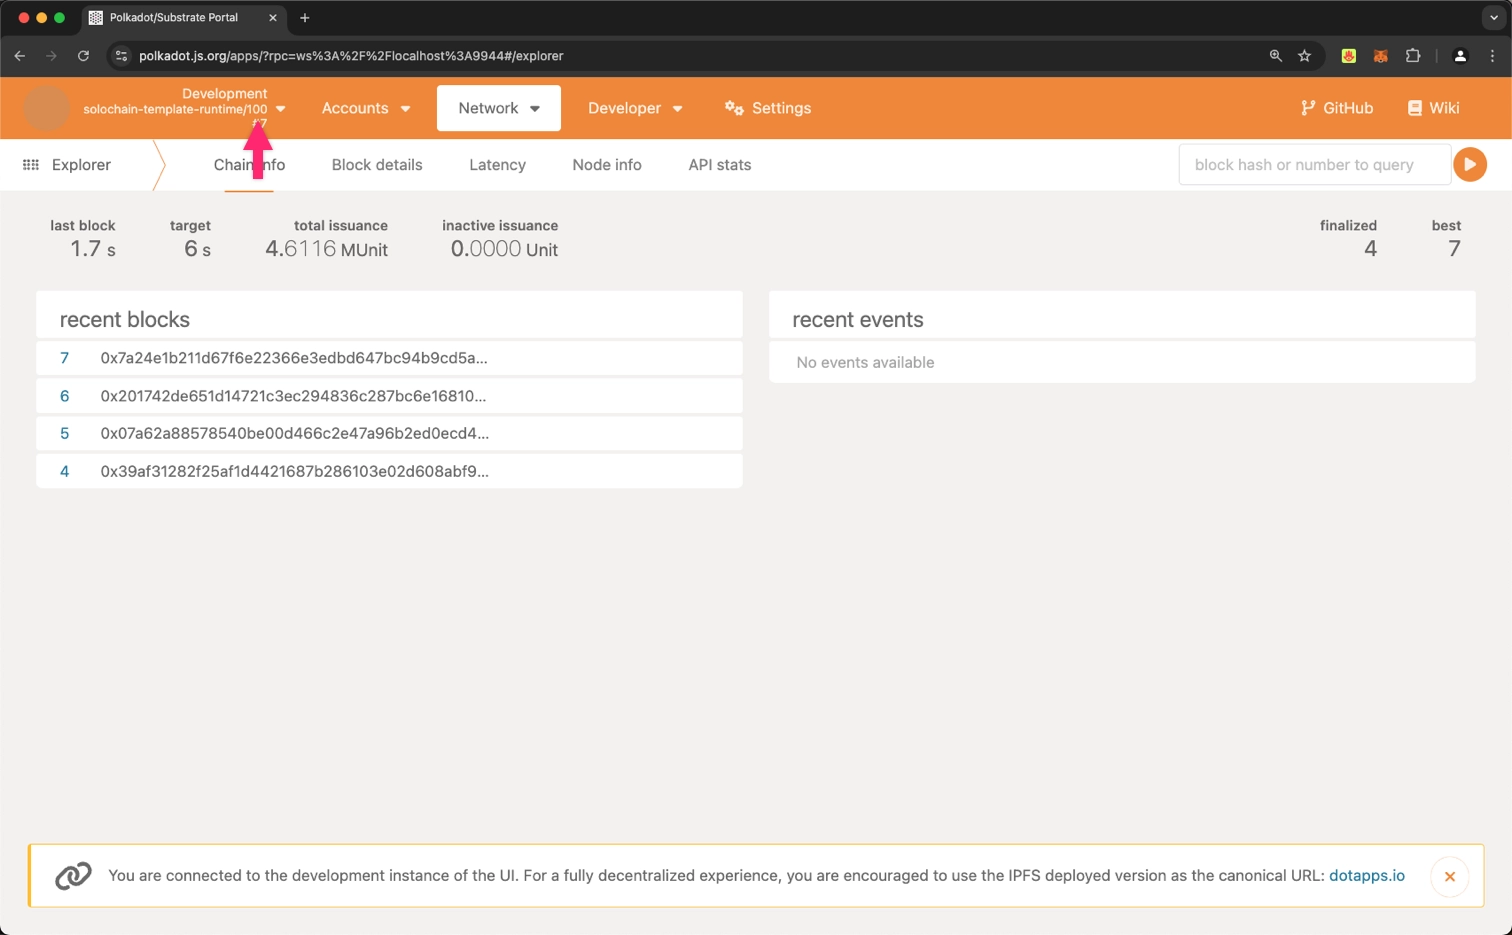 Polkadot/Substrate Portal
polkadot.js.org/apps/?rpc=ws%3A%2F%2Flocalhost%3A9944#/explorer
Development
solochain-template-runtime/100
#7
Accounts
Network
Developer
Settings
GitHub
Wiki
Explorer
Chain info
Block details
Latency
Node info
API stats
block hash or number to query
last block
1.7 s
target
6 s
total issuance
4.6116 MUnit
inactive issuance
0.0000 Unit
finalized
4
best
7
recent blocks
7 0x7a24e1b211d67f6e22366e3edbd647bc94b9cd5a...
6 0x201742de651d14721c3ec294836c287bc6e16810...
5 0x07a62a88578540be00d466c2e47a96b2ed0ecd4...
4 0x39af31282f25af1d4421687b286103e02d608abf9...
recent events
No events available
You are connected to the development instance of the UI. For a fully decentralized experience, you are encouraged to use the IPFS deployed version as the canonical URL: dotapps.io